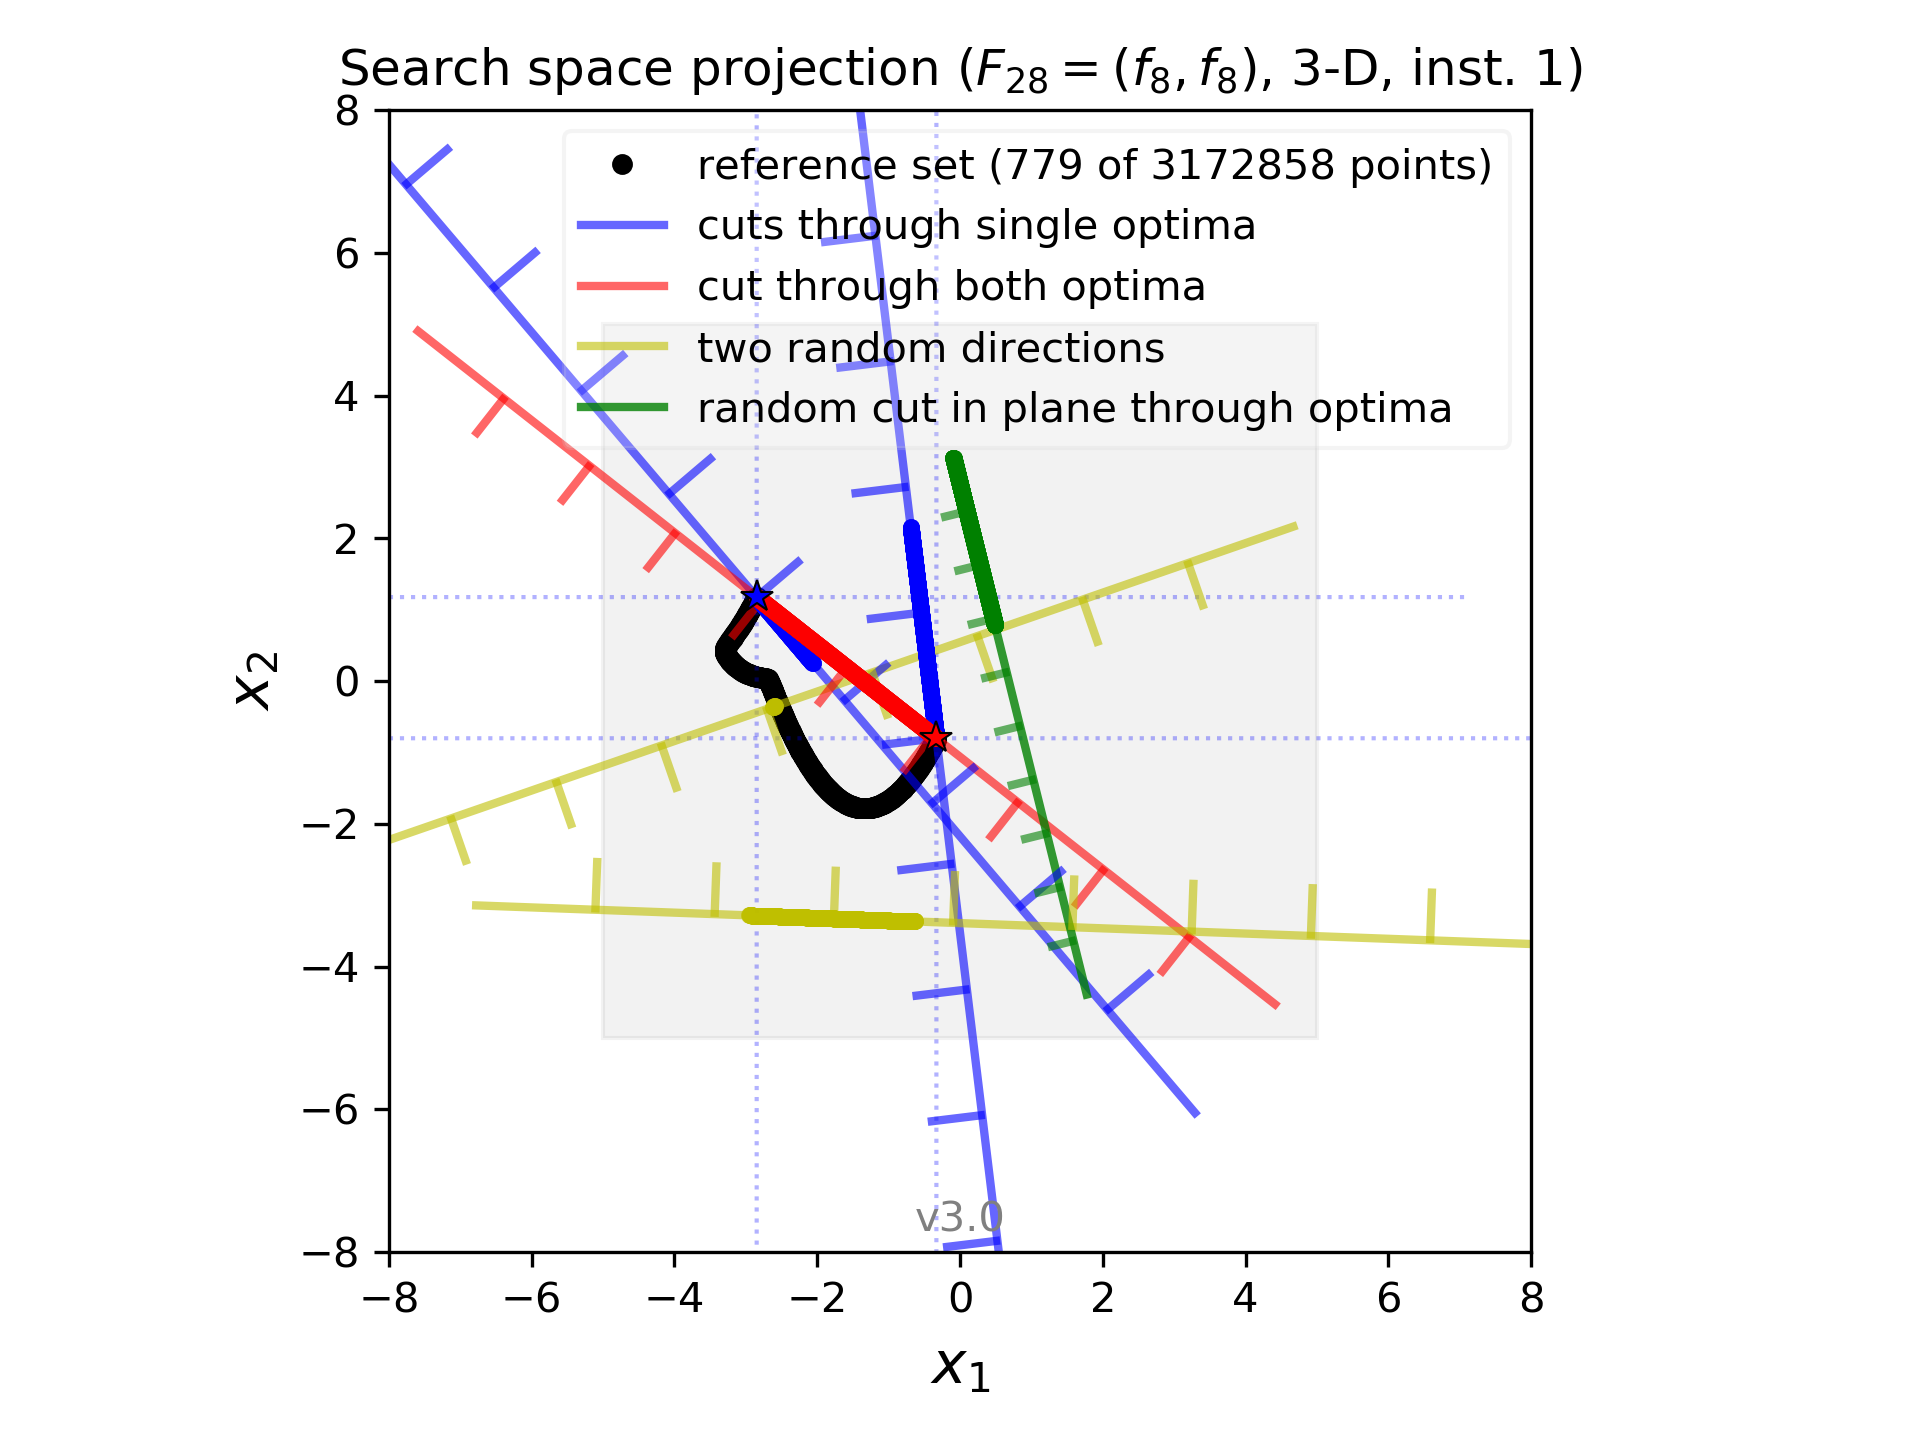 Search space projection (F₂₈ = (f₈, f₈), 3-D, inst. 1)
reference set (779 of 3172858 points)
cuts through single optima
cut through both optima
two random directions
random cut in plane through optima
8
6
4
2
0
−2
−4
−6
−8
x₂
v3.0
−8 −6 −4 −2 0 2 4 6 8
x₁